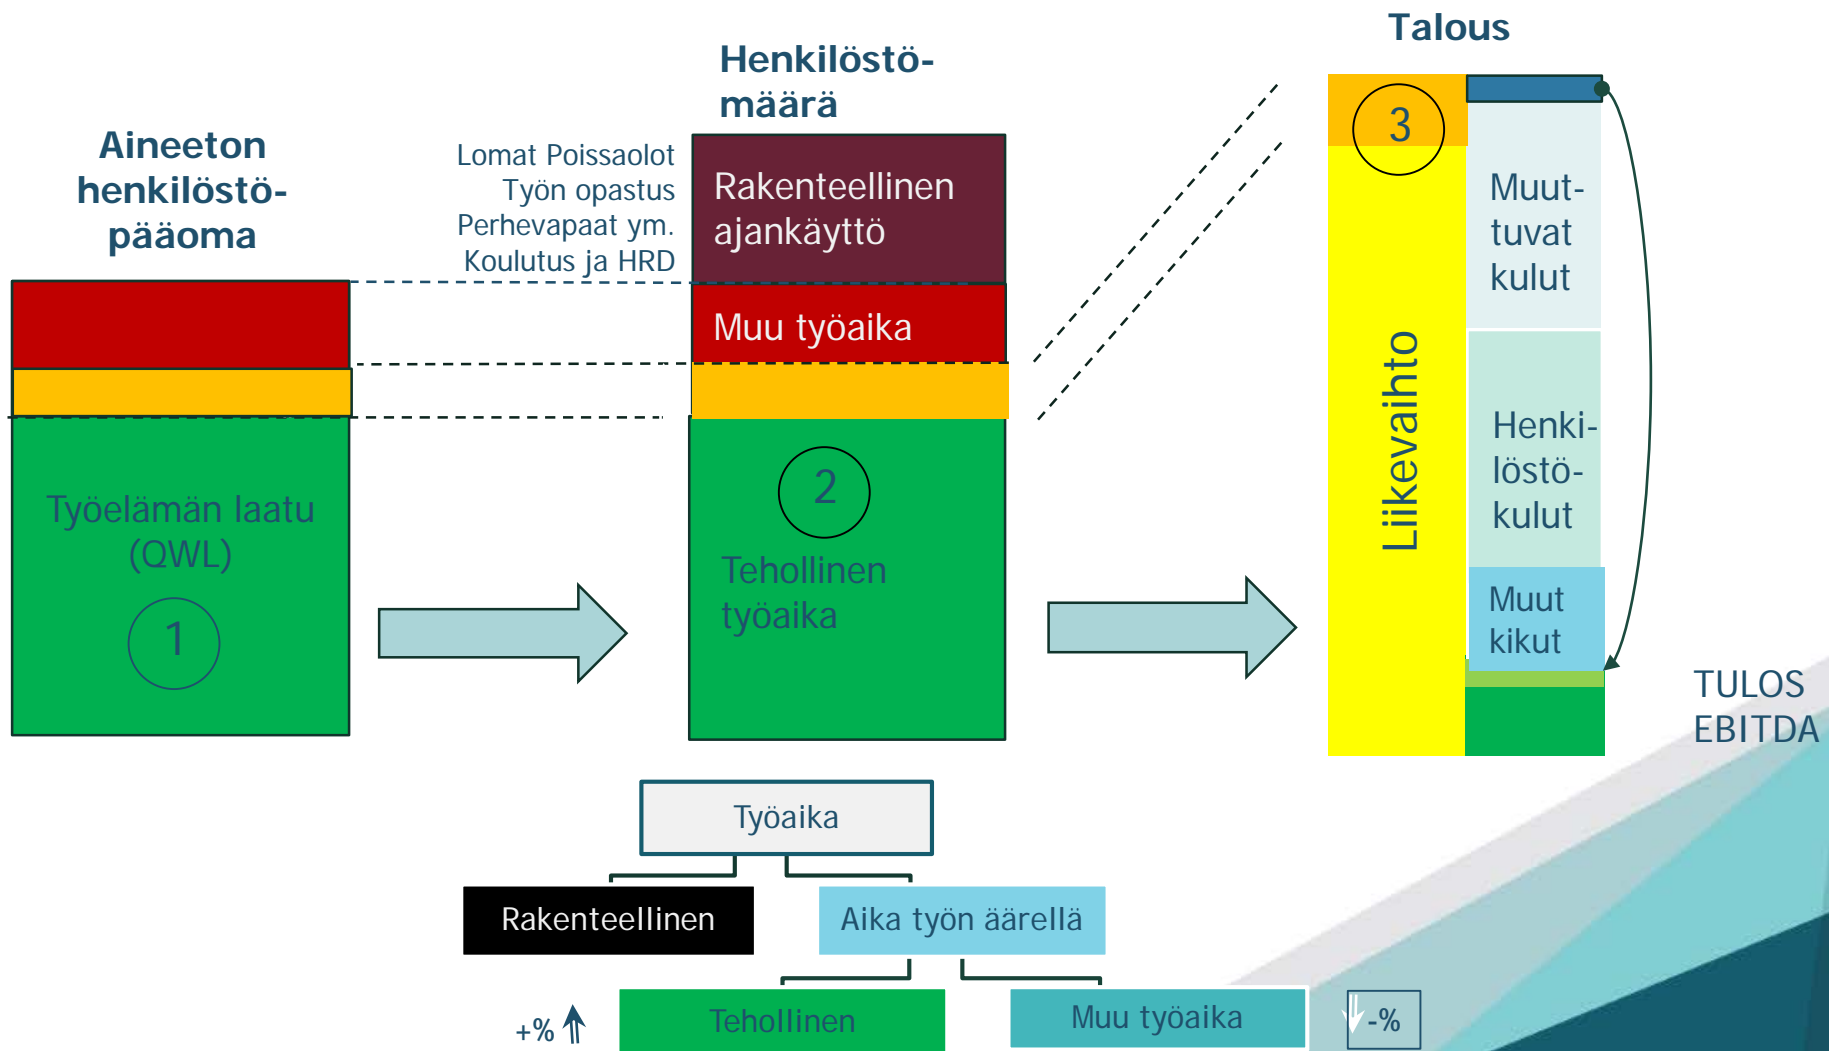 Aineeton
henkilöstö-
pääoma
Työelämän laatu
(QWL)
1
Henkilöstö-
määrä
Lomat Poissaolot
Työn opastus
Perhevapaat ym.
Koulutus ja HRD
Rakenteellinen
ajankäyttö
Muu työaika
2
Tehollinen
työaika
Talous
3
Liikevaihto
Muut-
tuvat
kulut
Henki-
löstö-
kulut
Muut
kikut
TULOS
EBITDA
Työaika
Rakenteellinen
Aika työn äärellä
+%
Tehollinen
Muu työaika
-%